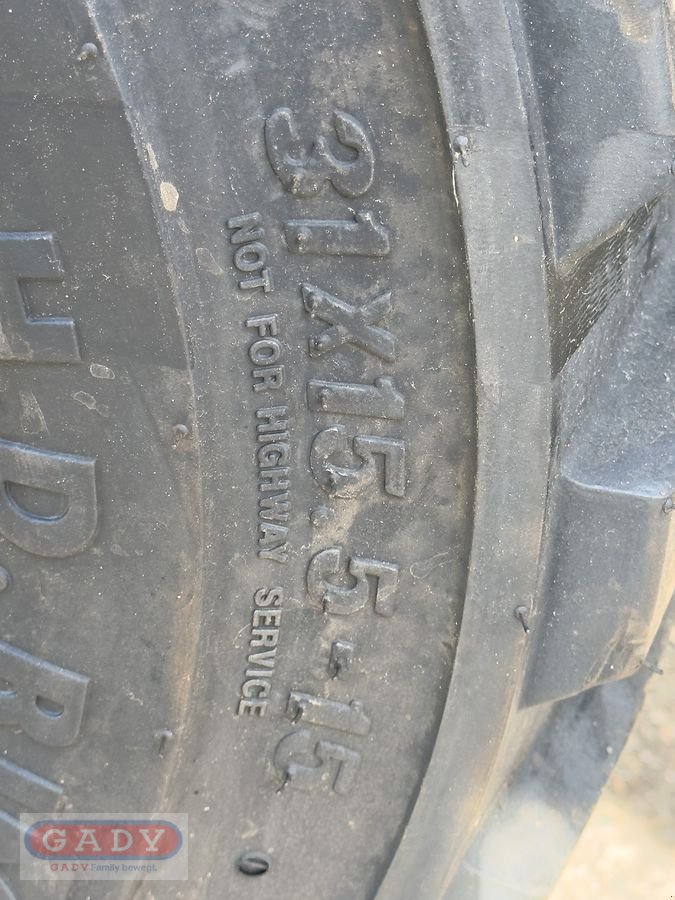 31X15.5-15
NOT FOR HIGHWAY SERVICE
H.D.
GADY
GADY Family bewegt.